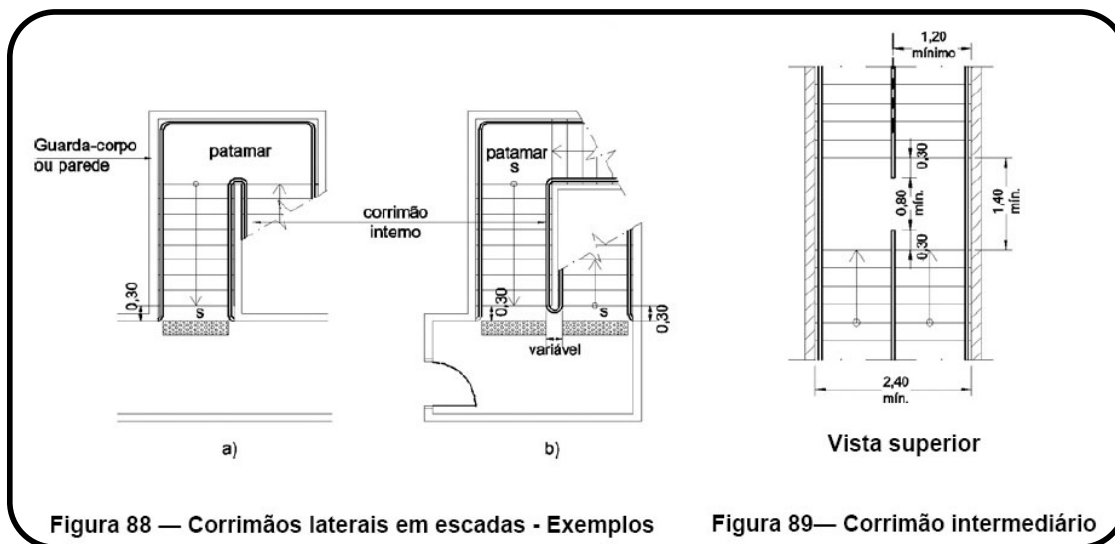 Guarda-corpo
ou parede
patamar
corrimão
interno
0,30
s
a)
patamar
s
0,30
s
0,30
variável
b)
Figura 88 — Corrimãos laterais em escadas - Exemplos
1,20
mínimo
0,30
0,80
mín.
1,40
mín.
0,30
2,40
mín.
Vista superior
Figura 89— Corrimão intermediário